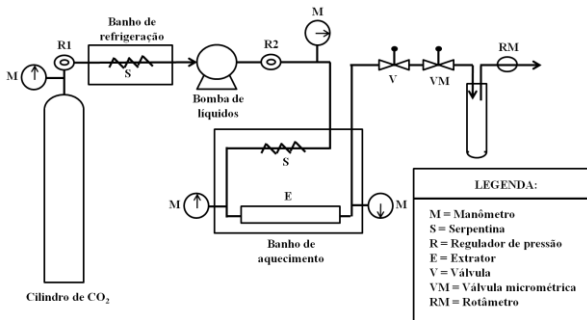 Banho de
refrigeração
R1
M
S
Bomba de
líquidos
R2
M
V
VM
RM
S
M
E
M
Banho de
aquecimento
Cilindro de CO₂
LEGENDA:
M = Manômetro
S = Serpentina
R = Regulador de pressão
E = Extrator
V = Válvula
VM = Válvula micrométrica
RM = Rotâmetro